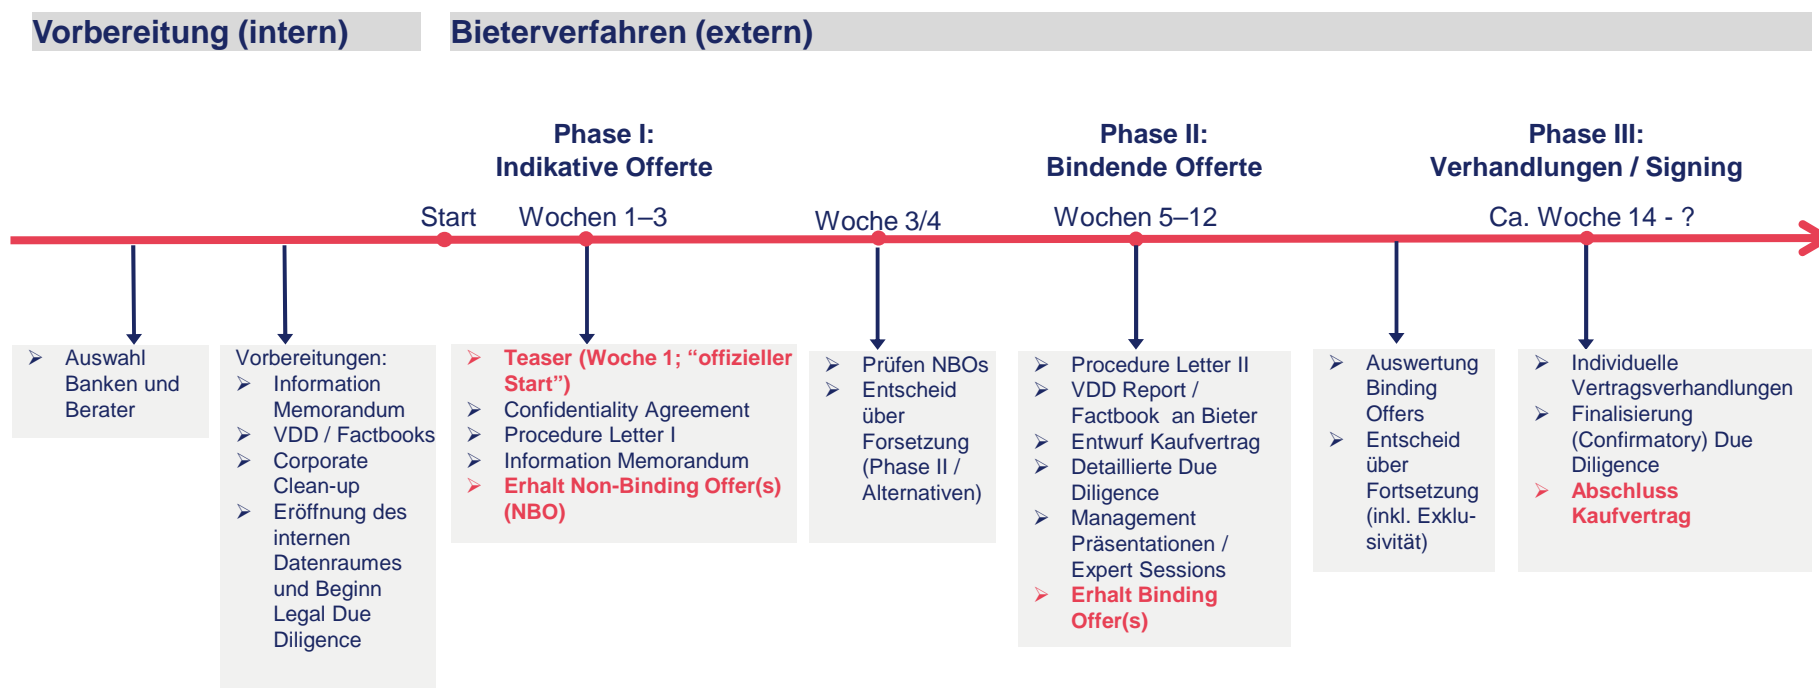 Vorbereitung (intern)
Bieterverfahren (extern)
Phase I:
Indikative Offerte
Phase II:
Bindende Offerte
Phase III:
Verhandlungen / Signing
Start
Wochen 1–3
Woche 3/4
Wochen 5–12
Ca. Woche 14 - ?
➢ Auswahl
Banken und
Berater
Vorbereitungen:
➢ Information
Memorandum
➢ VDD / Factbooks
➢ Corporate
Clean-up
➢ Eröffnung des
internen
Datenraumes
und Beginn
Legal Due
Diligence
➢ Teaser (Woche 1; “offizieller
Start”)
➢ Confidentiality Agreement
➢ Procedure Letter I
➢ Information Memorandum
➢ Erhalt Non-Binding Offer(s)
(NBO)
➢ Prüfen NBOs
➢ Entscheid
über
Forsetzung
(Phase II /
Alternativen)
➢ Procedure Letter II
➢ VDD Report /
Factbook an Bieter
➢ Entwurf Kaufvertrag
➢ Detaillierte Due
Diligence
➢ Management
Präsentationen /
Expert Sessions
➢ Erhalt Binding
Offer(s)
➢ Auswertung
Binding
Offers
➢ Entscheid
über
Fortsetzung
(inkl. Exklu-
sivität)
➢ Individuelle
Vertragsverhandlungen
➢ Finalisierung
(Confirmatory) Due
Diligence
➢ Abschluss
Kaufvertrag